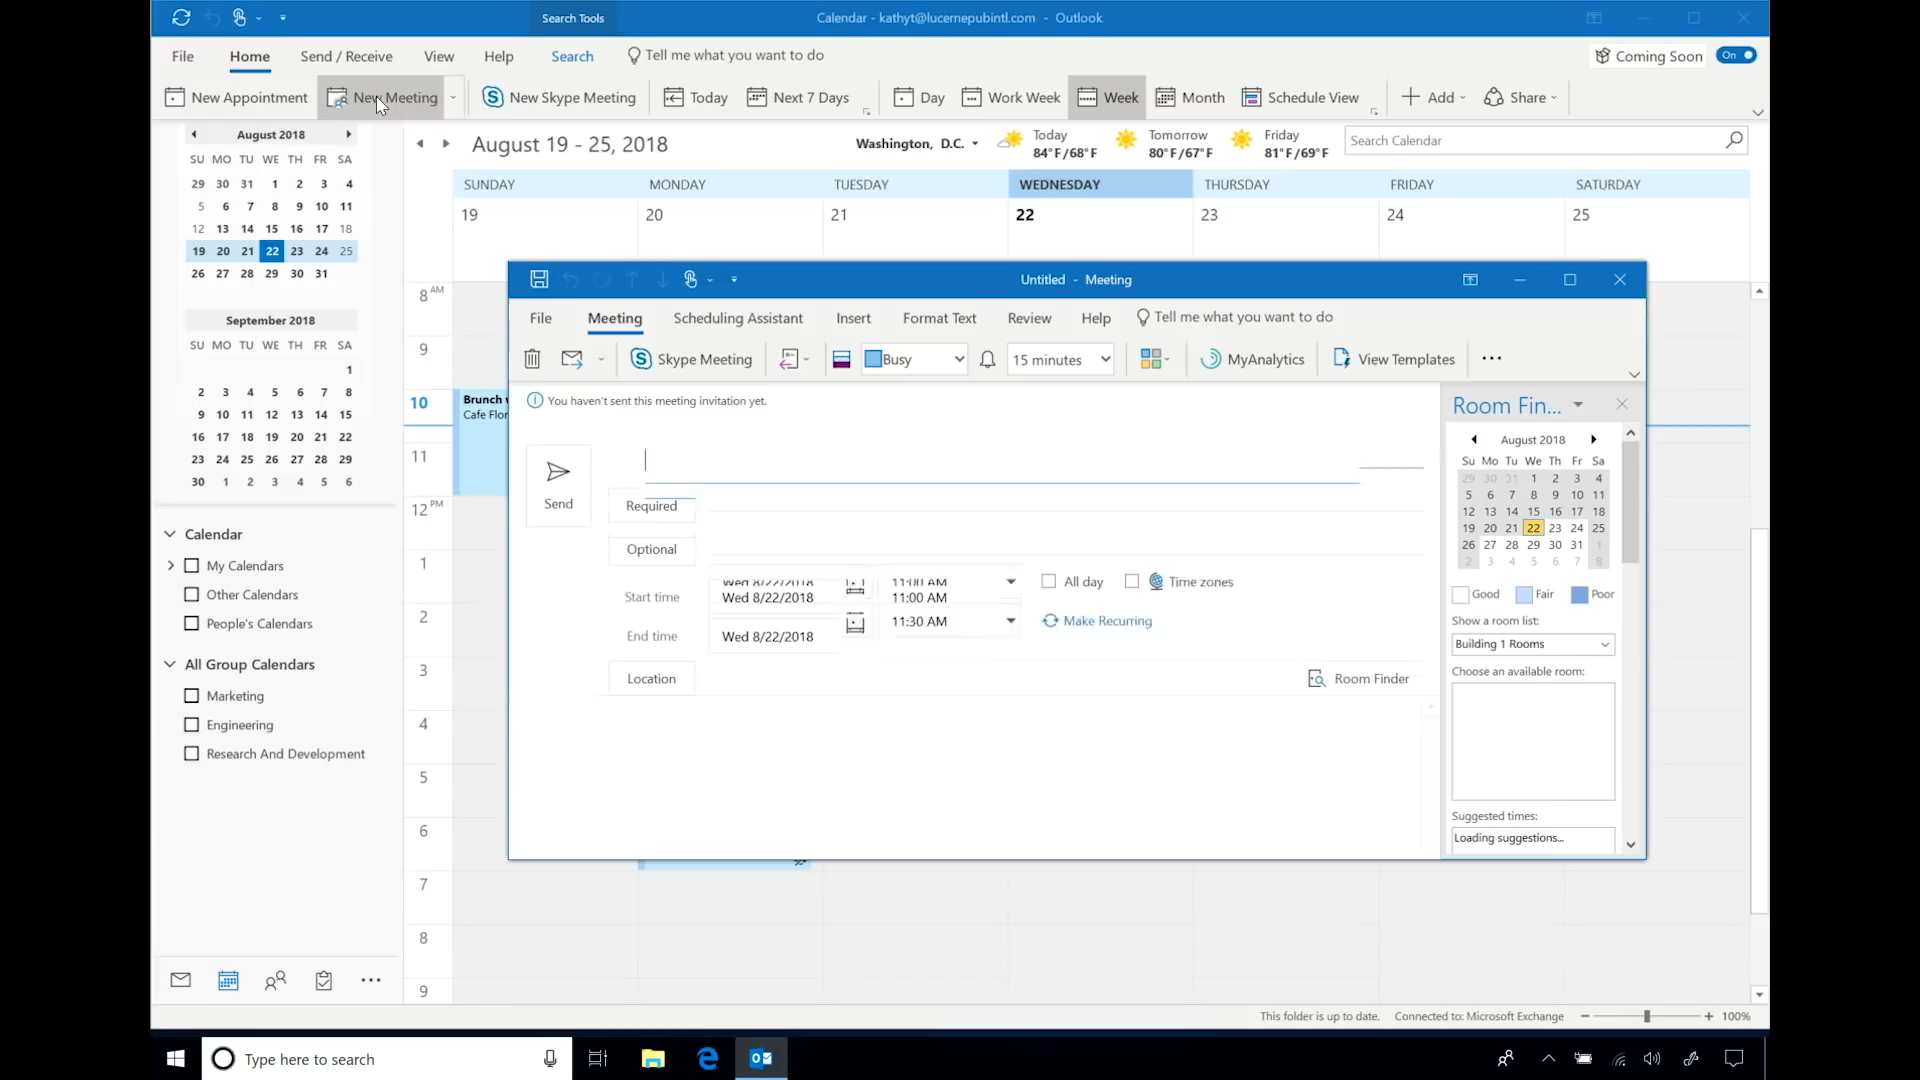 Search Tools
Calendar - kathyt@lucernepubintl.com - Outlook
File Home Send / Receive View Help Search Tell me what you want to do
Coming Soon On
New Appointment New Meeting New Skype Meeting Today Next 7 Days Day Work Week Week Month Schedule View Add Share
August 2018
SU MO TU WE TH FR SA
29 30 31 1 2 3 4
5 6 7 8 9 10 11
12 13 14 15 16 17 18
19 20 21 22 23 24 25
26 27 28 29 30 31
September 2018
SU MO TU WE TH FR SA
1
2 3 4 5 6 7 8
9 10 11 12 13 14 15
16 17 18 19 20 21 22
23 24 25 26 27 28 29
30 1 2 3 4 5 6
Calendar
My Calendars
Other Calendars
People's Calendars
All Group Calendars
Marketing
Engineering
Research And Development
August 19 - 25, 2018
Washington, D.C.
Today
84°F/68°F
Tomorrow
80°F/67°F
Friday
81°F/69°F
Search Calendar
SUNDAY MONDAY TUESDAY WEDNESDAY THURSDAY FRIDAY SATURDAY
19 20 21 22 23 24 25
8 AM
9
10
11
12 PM
1
2
3
4
5
6
7
8
9
Brunch
Cafe Flor
Untitled - Meeting
File Meeting Scheduling Assistant Insert Format Text Review Help Tell me what you want to do
Skype Meeting Busy 15 minutes MyAnalytics View Templates
You haven't sent this meeting invitation yet.
Send
Required
Optional
Wed 8/22/2018 11:00 AM
Start time Wed 8/22/2018 11:00 AM All day Time zones
11:30 AM Make Recurring
End time Wed 8/22/2018
Location Room Finder
Room Fin...
August 2018
Su Mo Tu We Th Fr Sa
29 30 31 1 2 3 4
5 6 7 8 9 10 11
12 13 14 15 16 17 18
19 20 21 22 23 24 25
26 27 28 29 30 31 1
2 3 4 5 6 7 8
Good Fair Poor
Show a room list:
Building 1 Rooms
Choose an available room:
Suggested times:
Loading suggestions...
This folder is up to date. Connected to: Microsoft Exchange 100%
Type here to search